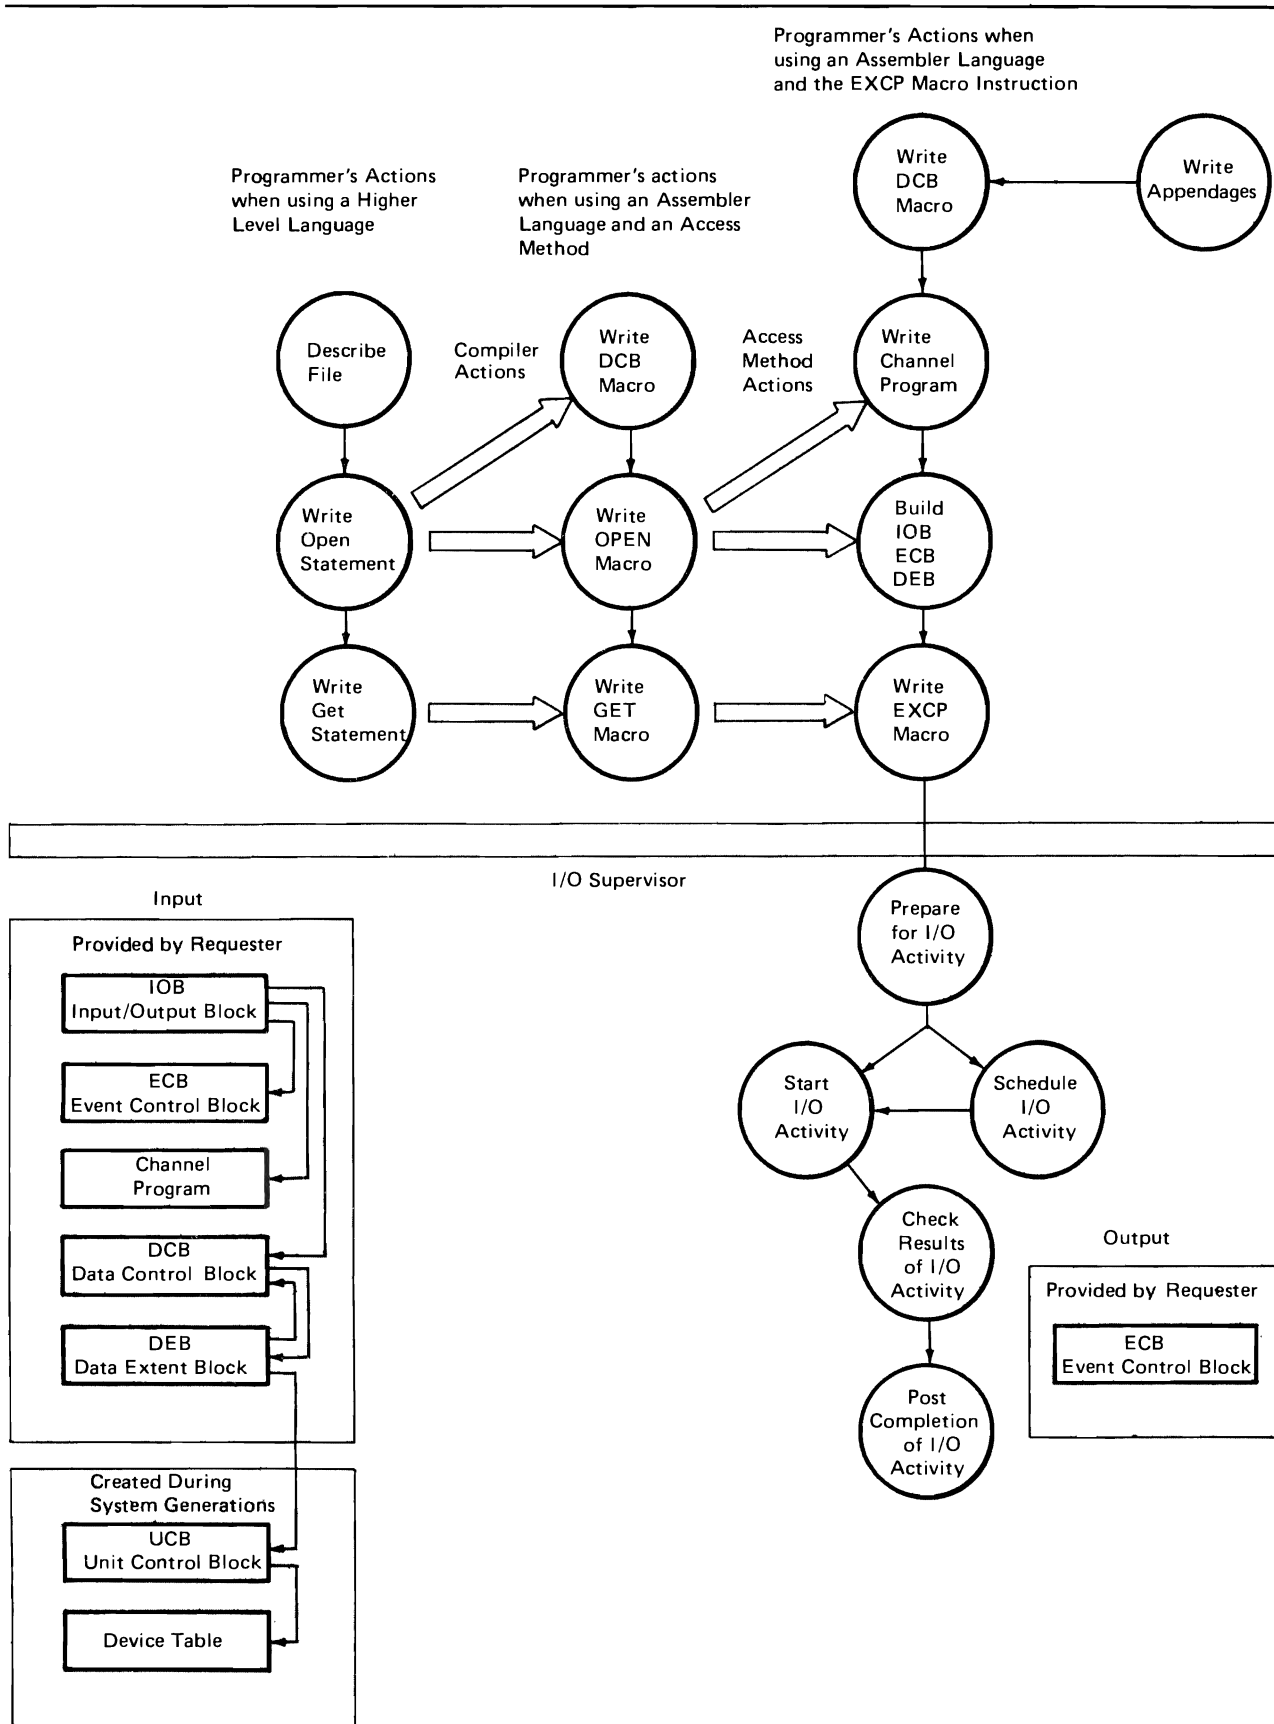 Programmer's Actions when
using an Assembler Language
and the EXCP Macro Instruction
Write
DCB
Macro
Write
Appendages
Programmer's Actions
when using a Higher
Level Language
Programmer's actions
when using an Assembler
Language and an Access
Method
Describe
File
Compiler
Actions
Write
DCB
Macro
Access
Method
Actions
Write
Channel
Program
Write
Open
Statement
Write
OPEN
Macro
Build
IOB
ECB
DEB
Write
Get
Statement
Write
GET
Macro
Write
EXCP
Macro
I/O Supervisor
Input
Provided by Requester
IOB
Input/Output Block
ECB
Event Control Block
Channel
Program
DCB
Data Control Block
DEB
Data Extent Block
Created During
System Generations
UCB
Unit Control Block
Device Table
Prepare
for I/O
Activity
Start
I/O
Activity
Schedule
I/O
Activity
Check
Results
of I/O
Activity
Post
Completion
of I/O
Activity
Output
Provided by Requester
ECB
Event Control Block